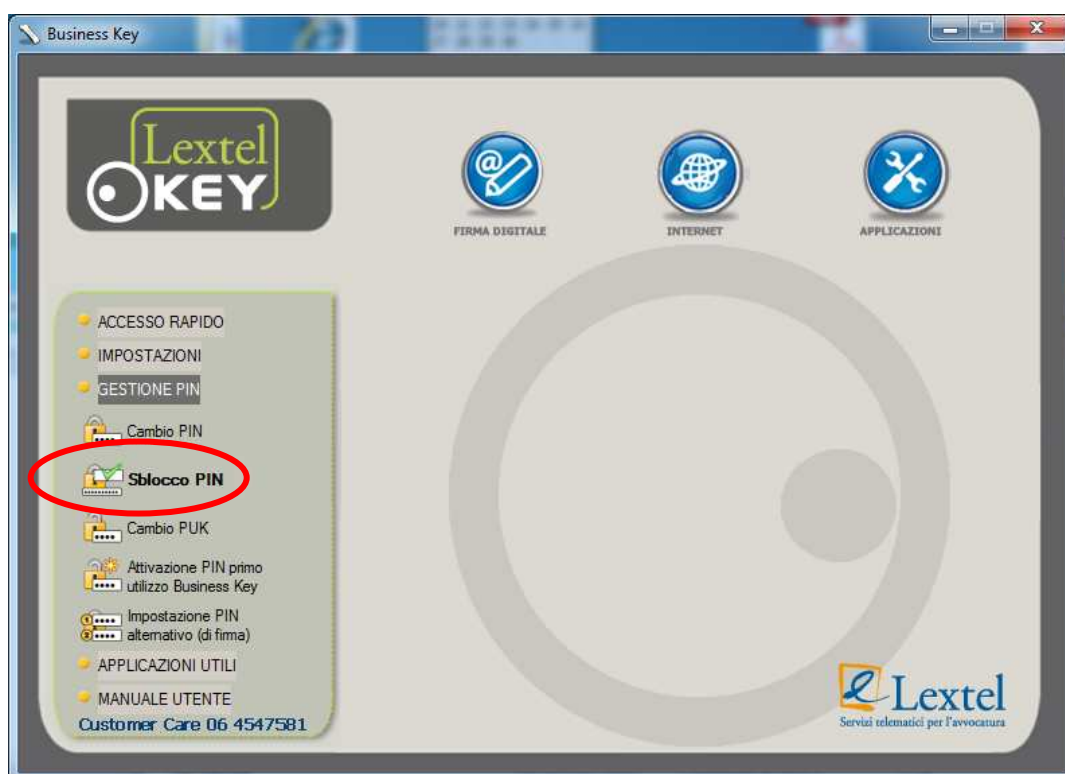 Business Key
Lextel
KEY
FIRMA DIGITALE
INTERNET
APPLICAZIONI
ACCESSO RAPIDO
IMPOSTAZIONI
GESTIONE PIN
Cambio PIN
Sblocco PIN
Cambio PUK
Attivazione PIN primo
utilizzo Business Key
Impostazione PIN
alternativo (di firma)
APPLICAZIONI UTILI
MANUALE UTENTE
Customer Care 06 4547581
Lextel
Servizi telematici per l'avvocatura